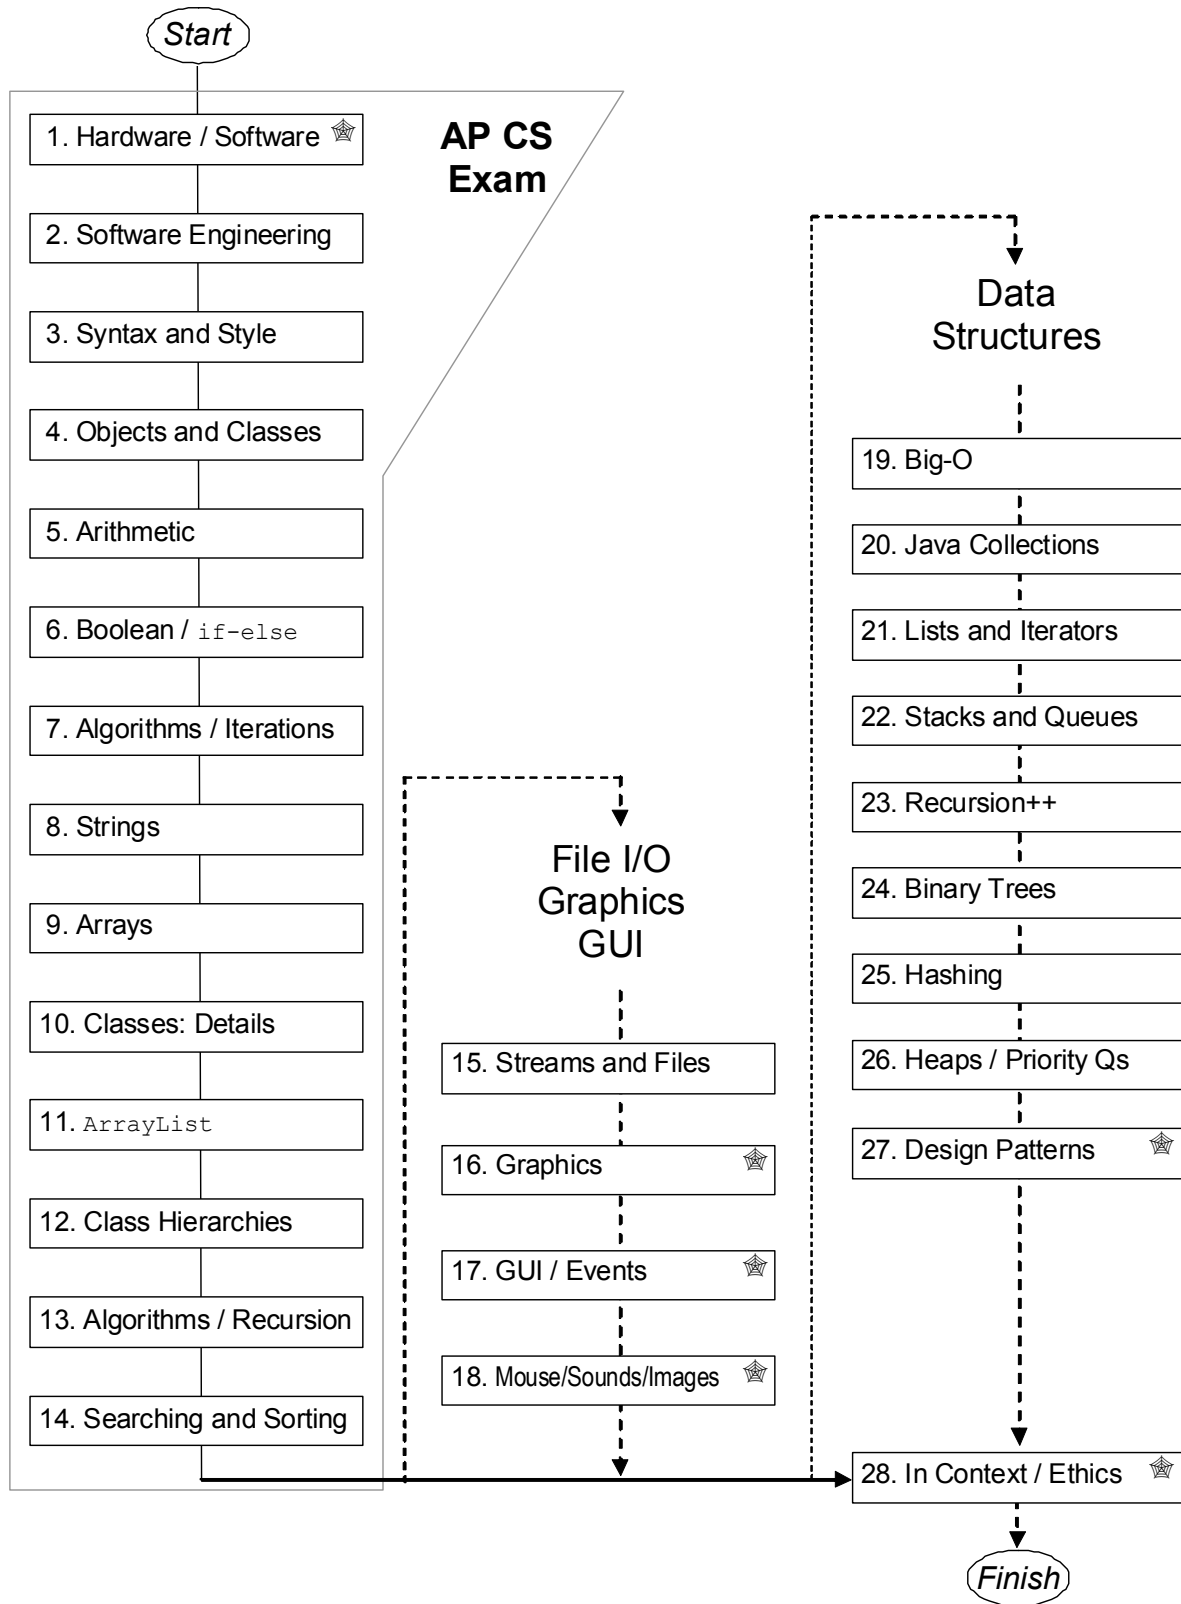 Start
AP CS
Exam
1. Hardware / Software
2. Software Engineering
3. Syntax and Style
4. Objects and Classes
5. Arithmetic
6. Boolean / if-else
7. Algorithms / Iterations
8. Strings
9. Arrays
10. Classes: Details
11. ArrayList
12. Class Hierarchies
13. Algorithms / Recursion
14. Searching and Sorting
File I/O
Graphics
GUI
15. Streams and Files
16. Graphics
17. GUI / Events
18. Mouse/Sounds/Images
Data
Structures
19. Big-O
20. Java Collections
21. Lists and Iterators
22. Stacks and Queues
23. Recursion++
24. Binary Trees
25. Hashing
26. Heaps / Priority Qs
27. Design Patterns
28. In Context / Ethics
Finish